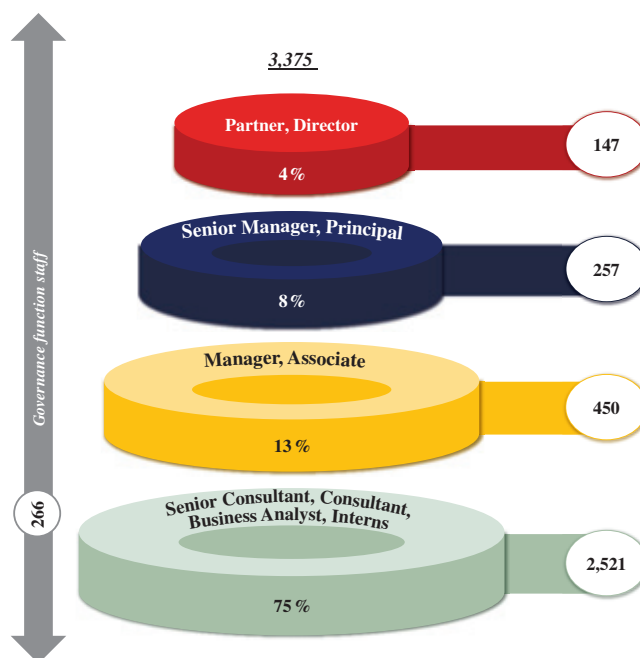 3,375
Partner, Director
4%
147
Senior Manager, Principal
8%
257
Manager, Associate
13%
450
Senior Consultant, Consultant,
Business Analyst, Interns
75%
2,521
Governance function staff
266